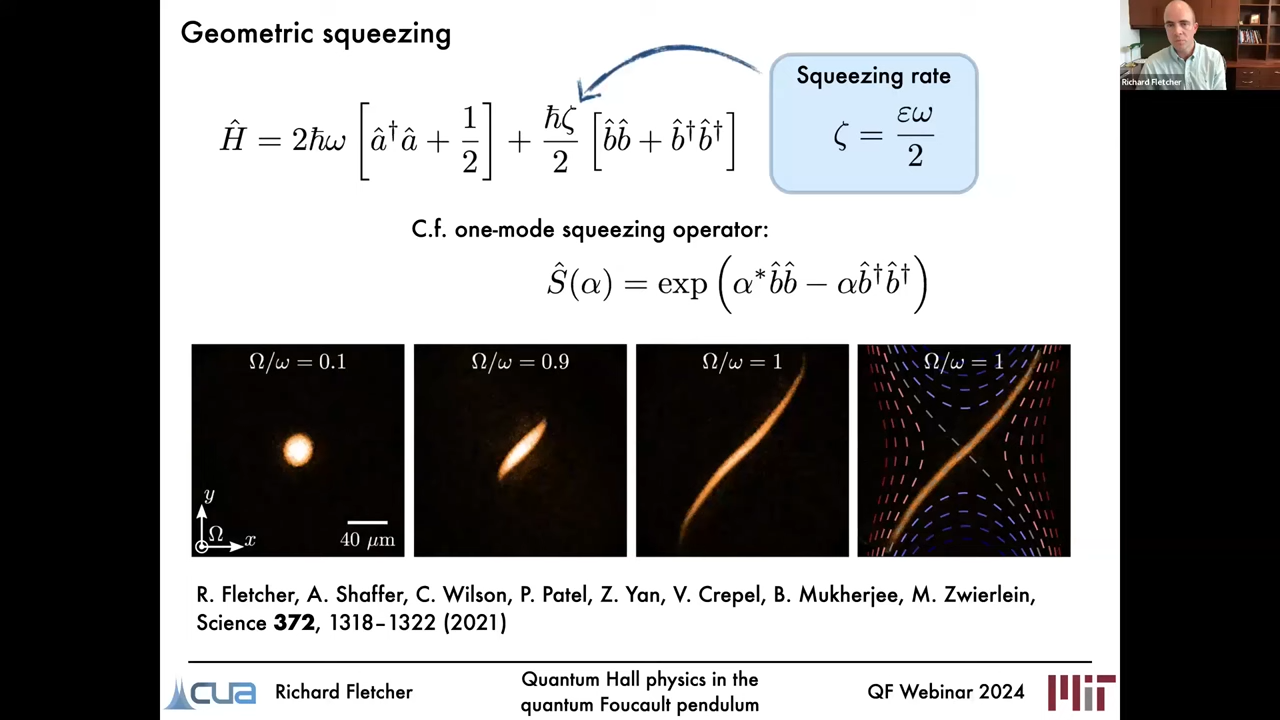 Geometric squeezing
Richard Fletcher
Squeezing rate
ζ = εω/2
Ĥ = 2ħω [â†â + 1/2] + ħζ/2 [b̂b̂ + b̂†b̂†]
C.f. one-mode squeezing operator:
Ŝ(α) = exp (α*b̂b̂ − αb̂†b̂†)
Ω/ω = 0.1
Ω/ω = 0.9
Ω/ω = 1
Ω/ω = 1
y
Ω
x
40 μm
R. Fletcher, A. Shaffer, C. Wilson, P. Patel, Z. Yan, V. Crepel, B. Mukherjee, M. Zwierlein,
Science 372, 1318–1322 (2021)
CUA
Richard Fletcher
Quantum Hall physics in the
quantum Foucault pendulum
QF Webinar 2024
MIT